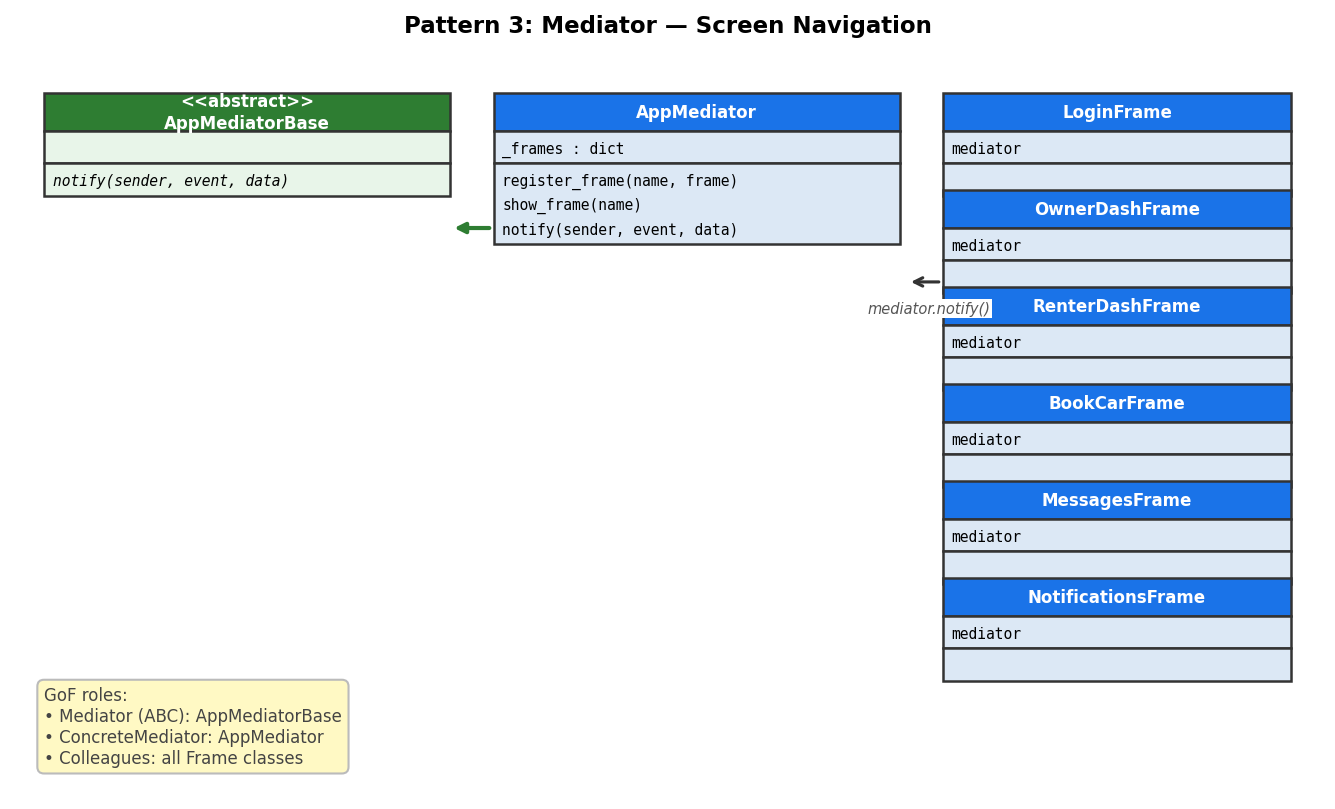 Pattern 3: Mediator — Screen Navigation
<<abstract>>
AppMediatorBase
notify(sender, event, data)
AppMediator
_frames : dict
register_frame(name, frame)
show_frame(name)
notify(sender, event, data)
mediator.notify()
LoginFrame
mediator
OwnerDashFrame
mediator
RenterDashFrame
mediator
BookCarFrame
mediator
MessagesFrame
mediator
NotificationsFrame
mediator
GoF roles:
• Mediator (ABC): AppMediatorBase
• ConcreteMediator: AppMediator
• Colleagues: all Frame classes